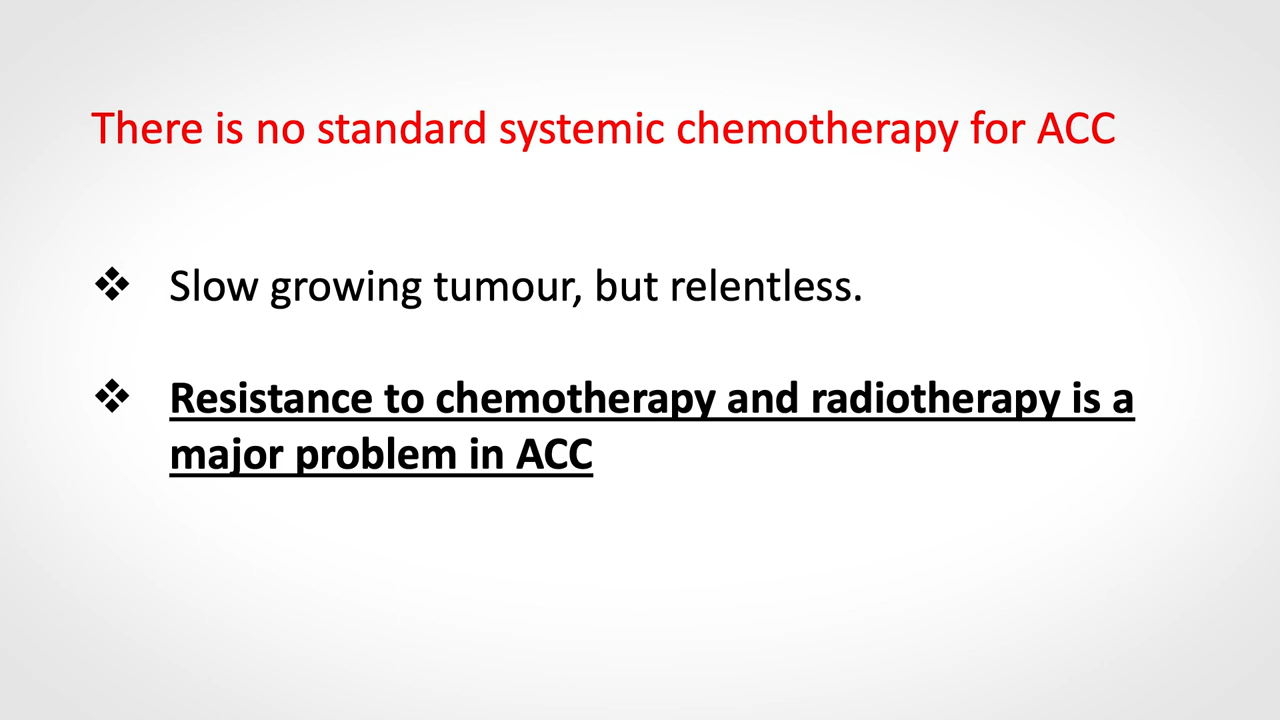 There is no standard systemic chemotherapy for ACC
❖ Slow growing tumour, but relentless.
❖ Resistance to chemotherapy and radiotherapy is a
major problem in ACC